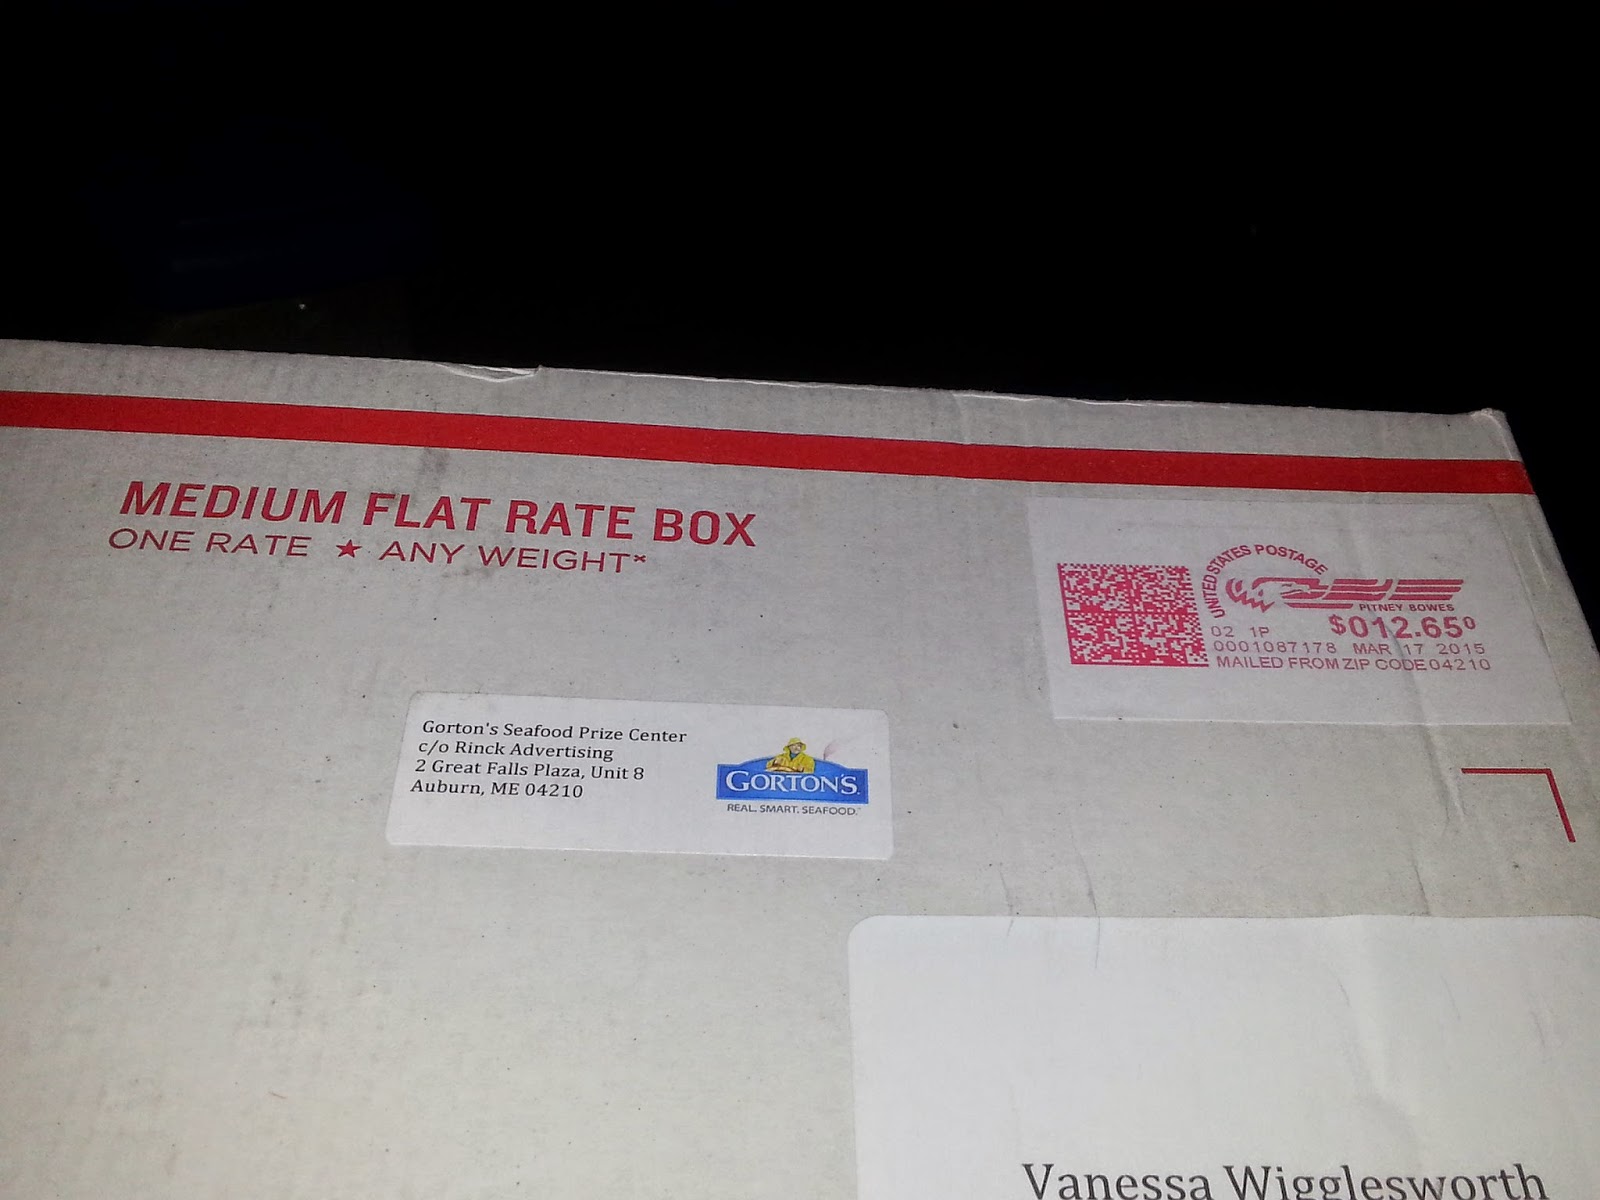 MEDIUM FLAT RATE BOX
ONE RATE ★ ANY WEIGHT*
UNITED STATES POSTAGE
PITNEY BOWES
02 1P $012.65⁰
0001087178 MAR 17 2015
MAILED FROM ZIP CODE 04210
Gorton's Seafood Prize Center
c/o Rinck Advertising
2 Great Falls Plaza, Unit 8
Auburn, ME 04210
GORTON'S
REAL. SMART. SEAFOOD.
Vanessa Wigglesworth